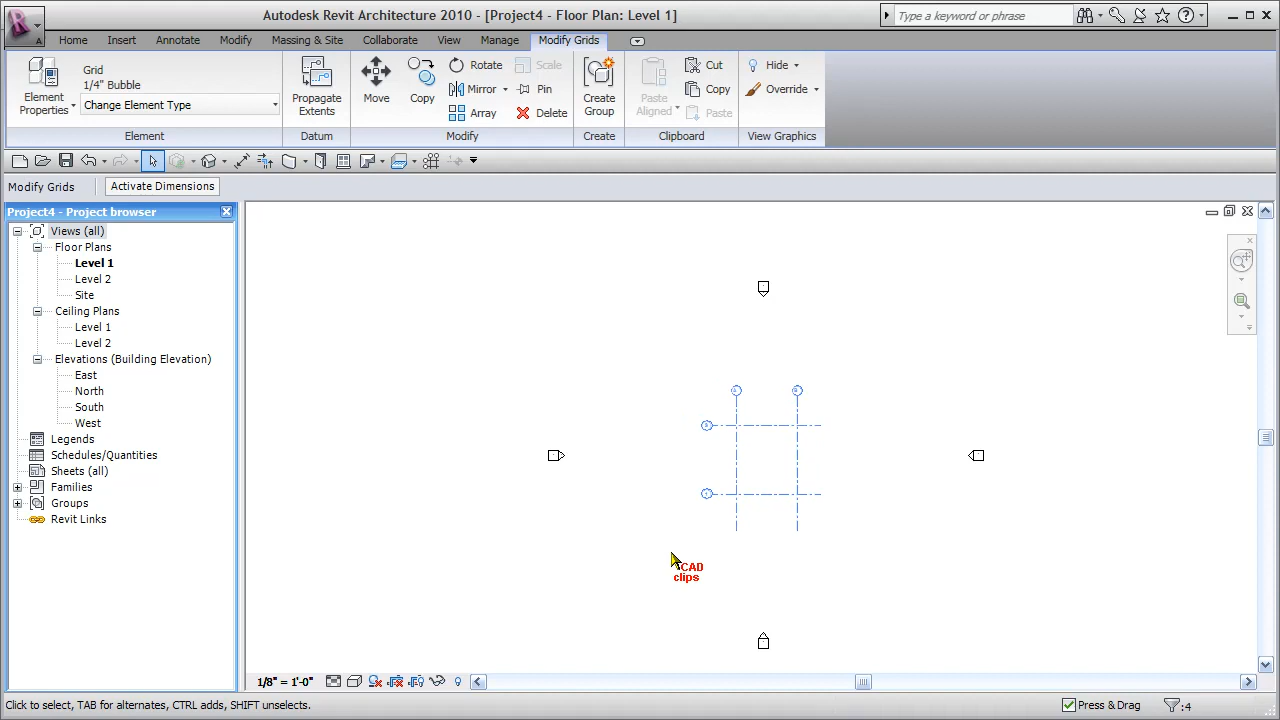 Autodesk Revit Architecture 2010 - [Project4 - Floor Plan: Level 1]
Type a keyword or phrase
Home Insert Annotate Modify Massing & Site Collaborate View Manage Modify Grids
Grid
1/4" Bubble
Element
Properties
Change Element Type
Propagate
Extents
Move
Copy
Rotate
Scale
Mirror
Pin
Array
Delete
Create
Group
Paste
Aligned
Cut
Copy
Paste
Hide
Override
Element Datum Modify Create Clipboard View Graphics
Modify Grids Activate Dimensions
Project4 - Project browser
Views (all)
Floor Plans
Level 1
Level 2
Site
Ceiling Plans
Level 1
Level 2
Elevations (Building Elevation)
East
North
South
West
Legends
Schedules/Quantities
Sheets (all)
Families
Groups
Revit Links
CAD
clips
1/8" = 1'-0"
Click to select, TAB for alternates, CTRL adds, SHIFT unselects.
Press & Drag
:4